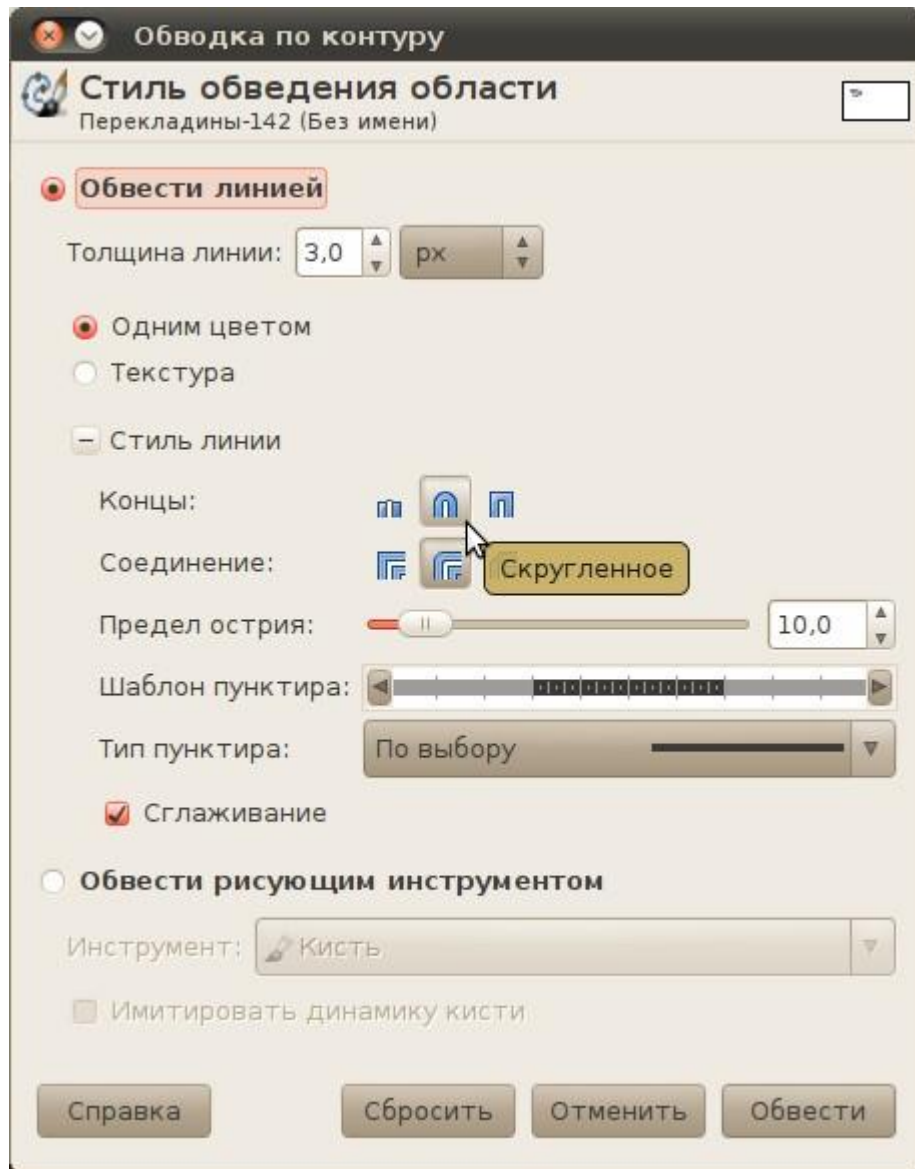 Обводка по контуру
Стиль обведения области
Перекладины-142 (Без имени)
Обвести линией
Толщина линии: 3,0 px
Одним цветом
Текстура
Стиль линии
Концы:
Соединение: Скругленное
Предел острия: 10,0
Шаблон пунктира:
Тип пунктира: По выбору
Сглаживание
Обвести рисующим инструментом
Инструмент: Кисть
Имитировать динамику кисти
Справка Сбросить Отменить Обвести